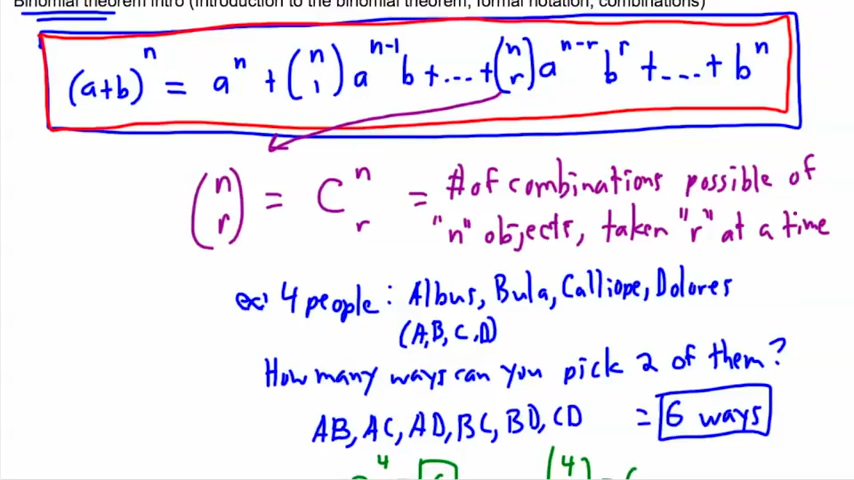 Binomial theorem intro (Introduction to the binomial theorem, formal notation, combinations)
(a+b)^n = a^n + (n 1) a^{n-1} b + ... + (n r) a^{n-r} b^r + ... + b^n
(n r) = C^n_r = # of combinations possible of
"n" objects, taken "r" at a time
ex: 4 people: Albus, Bula, Calliope, Dolores
(A,B,C,D)
How many ways can you pick 2 of them?
AB, AC, AD, BC, BD, CD = 6 ways